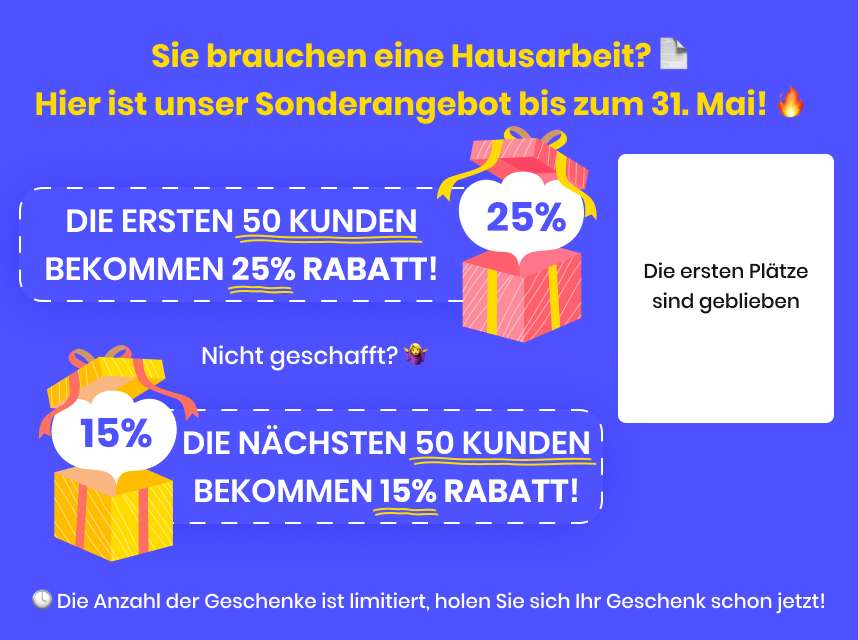 Sie brauchen eine Hausarbeit?
Hier ist unser Sonderangebot bis zum 31. Mai!
DIE ERSTEN 50 KUNDEN
BEKOMMEN 25% RABATT!
25%
Die ersten Plätze
sind geblieben
Nicht geschafft?
15%
DIE NÄCHSTEN 50 KUNDEN
BEKOMMEN 15% RABATT!
Die Anzahl der Geschenke ist limitiert, holen Sie sich Ihr Geschenk schon jetzt!